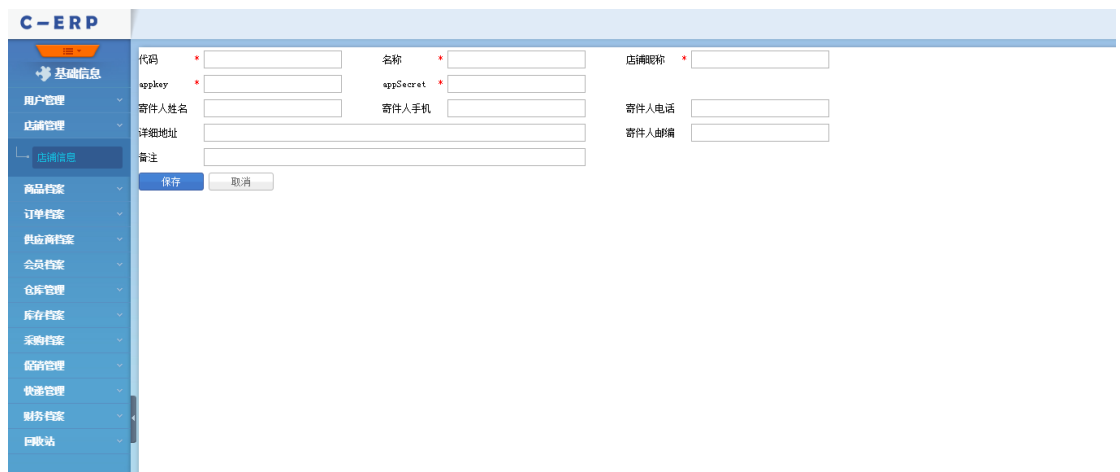 C-ERP
基础信息
用户管理
店铺管理
店铺信息
商品档案
订单档案
供应商档案
会员档案
仓库管理
库存档案
采购档案
促销管理
快递管理
财务档案
回收站
代码 * 名称 * 店铺昵称 *
appkey * appSecret *
寄件人姓名 寄件人手机 寄件人电话
详细地址 寄件人邮编
备注
保存 取消